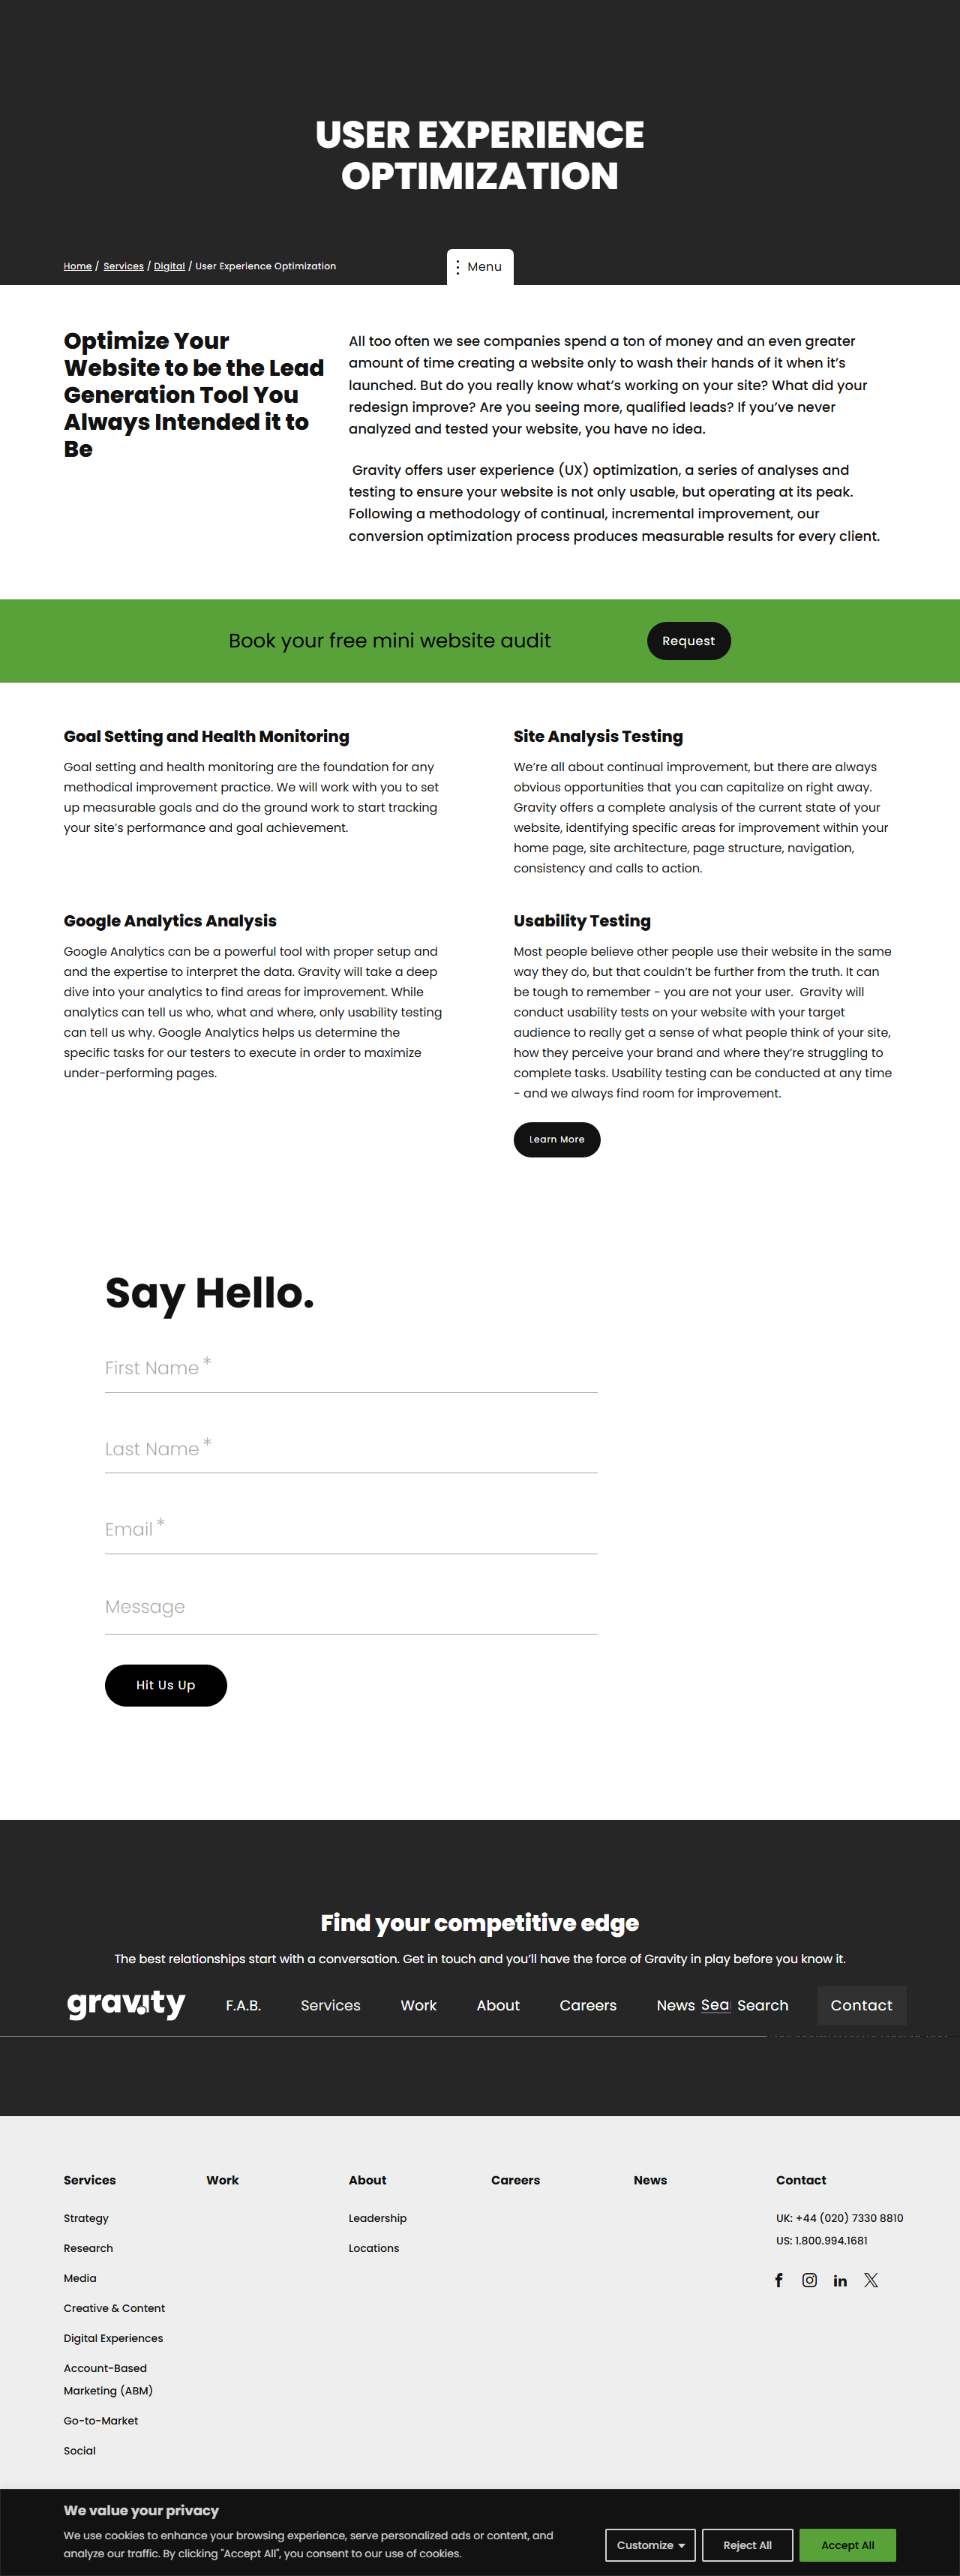 USER EXPERIENCE
OPTIMIZATION
Home / Services / Digital / User Experience Optimization
Menu
Optimize Your
Website to be the Lead
Generation Tool You
Always Intended it to
Be
All too often we see companies spend a ton of money and an even greater
amount of time creating a website only to wash their hands of it when it's
launched. But do you really know what's working on your site? What did your
redesign improve? Are you seeing more, qualified leads? If you've never
analyzed and tested your website, you have no idea.
Gravity offers user experience (UX) optimization, a series of analyses and
testing to ensure your website is not only usable, but operating at its peak.
Following a methodology of continual, incremental improvement, our
conversion optimization process produces measurable results for every client.
Book your free mini website audit
Request
Goal Setting and Health Monitoring
Goal setting and health monitoring are the foundation for any
methodical improvement practice. We will work with you to set
up measurable goals and do the ground work to start tracking
your site's performance and goal achievement.
Site Analysis Testing
We're all about continual improvement, but there are always
obvious opportunities that you can capitalize on right away.
Gravity offers a complete analysis of the current state of your
website, identifying specific areas for improvement within your
home page, site architecture, page structure, navigation,
consistency and calls to action.
Google Analytics Analysis
Google Analytics can be a powerful tool with proper setup and
and the expertise to interpret the data. Gravity will take a deep
dive into your analytics to find areas for improvement. While
analytics can tell us who, what and where, only usability testing
can tell us why. Google Analytics helps us determine the
specific tasks for our testers to execute in order to maximize
under-performing pages.
Usability Testing
Most people believe other people use their website in the same
way they do, but that couldn't be further from the truth. It can
be tough to remember - you are not your user. Gravity will
conduct usability tests on your website with your target
audience to really get a sense of what people think of your site,
how they perceive your brand and where they're struggling to
complete tasks. Usability testing can be conducted at any time
- and we always find room for improvement.
Learn More
Say Hello.
First Name *
Last Name *
Email *
Message
Hit Us Up
Find your competitive edge
The best relationships start with a conversation. Get in touch and you'll have the force of Gravity in play before you know it.
gravity
F.A.B.
Services
Work
About
Careers
News
Sea
Search
Contact
Services
Strategy
Research
Media
Creative & Content
Digital Experiences
Account-Based
Marketing (ABM)
Go-to-Market
Social
Work
About
Leadership
Locations
Careers
News
Contact
UK: +44 (020) 7330 8810
US: 1.800.994.1681
We value your privacy
We use cookies to enhance your browsing experience, serve personalized ads or content, and
analyze our traffic. By clicking "Accept All", you consent to our use of cookies.
Customize
Reject All
Accept All